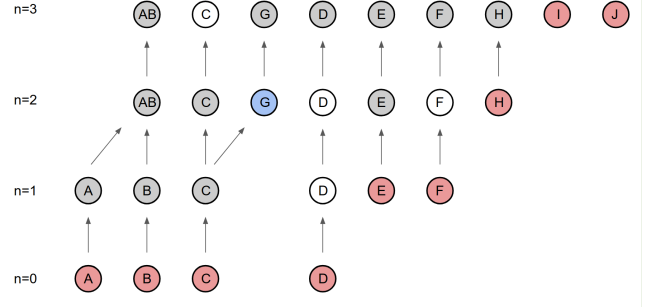 n=3 AB C G D E F H I J
n=2 AB C G D E F H
n=1 A B C D E F
n=0 A B C D